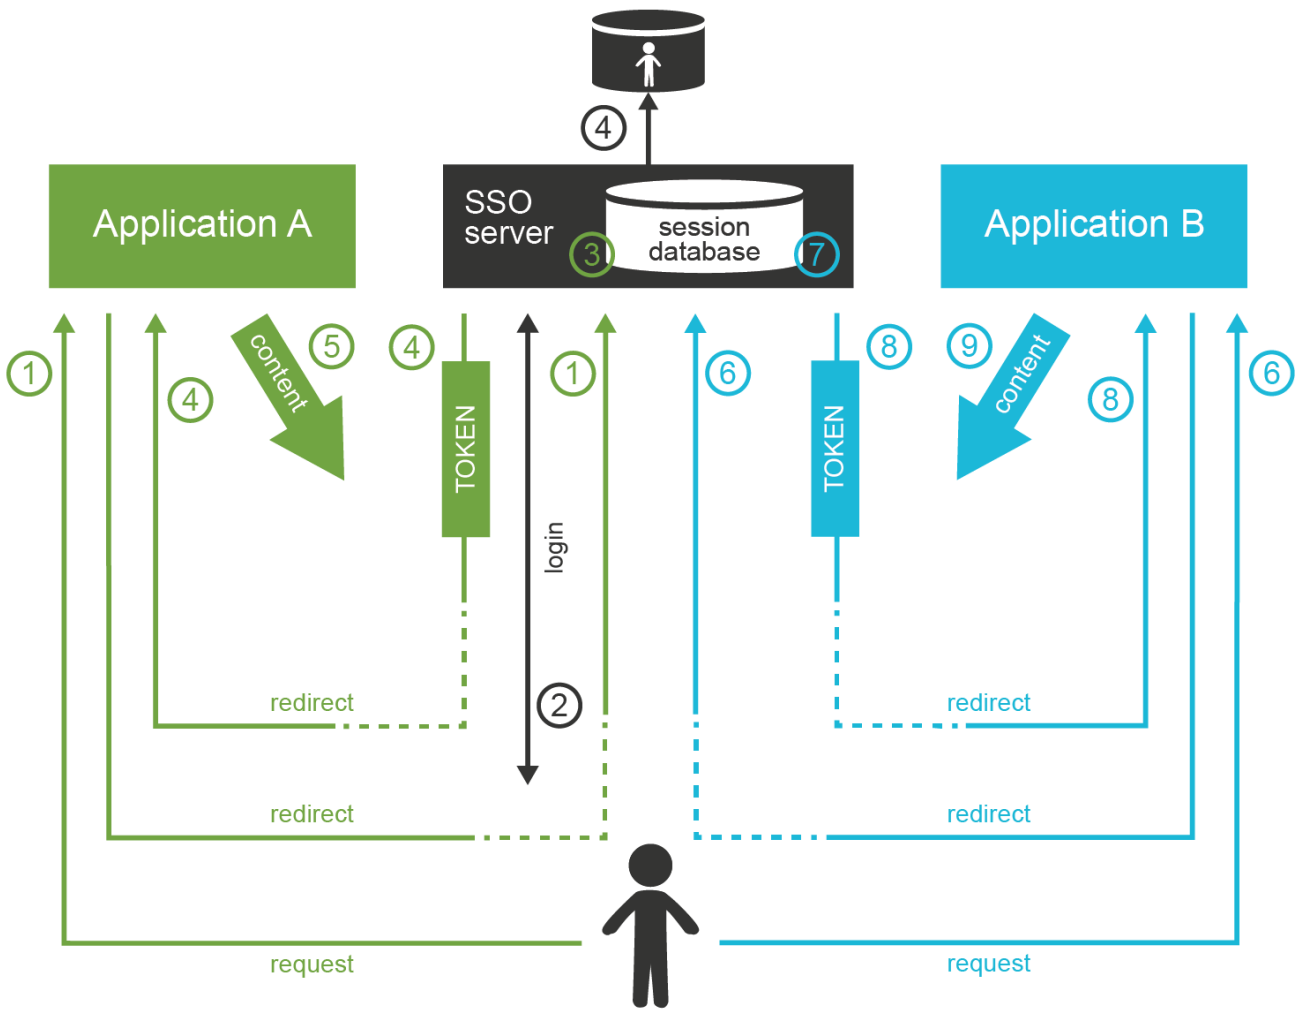 4
Application A
SSO
server
session
database
3
7
Application B
1
4
content
5
4
TOKEN
login
2
1
6
8
TOKEN
9
content
8
6
redirect
redirect
redirect
redirect
request
request